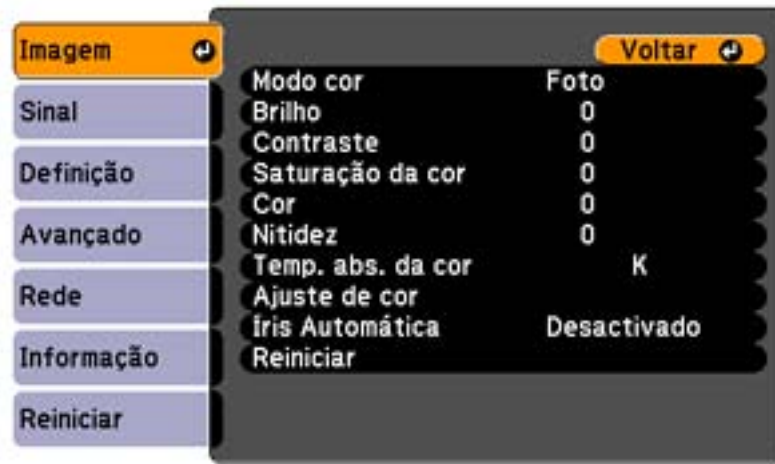 Imagem
Sinal
Definição
Avançado
Rede
Informação
Reiniciar
Voltar
Modo cor Foto
Brilho 0
Contraste 0
Saturação da cor 0
Cor 0
Nitidez 0
Temp. abs. da cor K
Ajuste de cor
Íris Automática Desactivado
Reiniciar